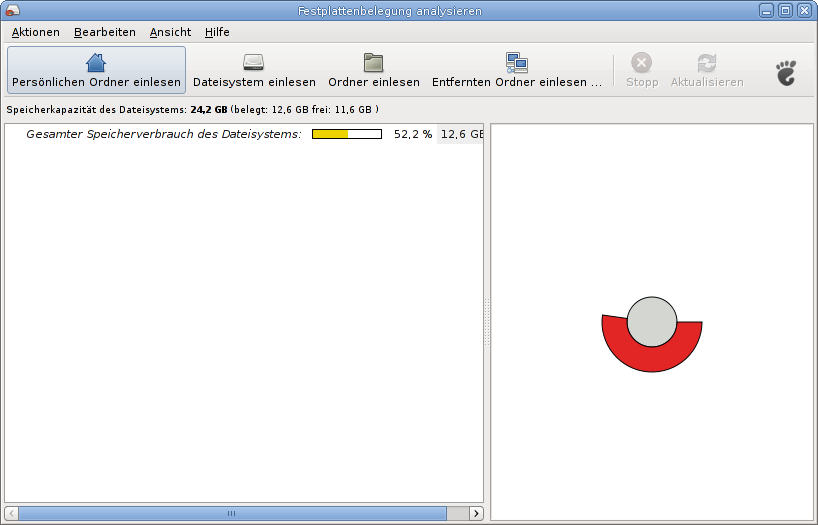 Festplattenbelegung analysieren
Aktionen Bearbeiten Ansicht Hilfe
Persönlichen Ordner einlesen Dateisystem einlesen Ordner einlesen Entfernten Ordner einlesen ... Stopp Aktualisieren
Speicherkapazität des Dateisystems: 24,2 GB (belegt: 12,6 GB frei: 11,6 GB )
Gesamter Speicherverbrauch des Dateisystems: 52,2 % 12,6 GB